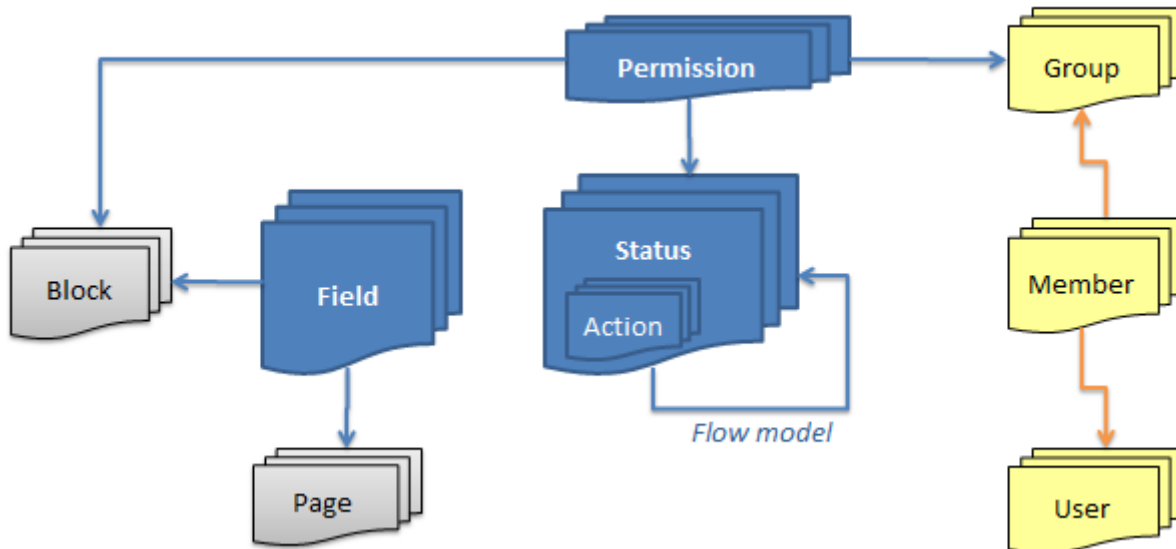 Permission
Group
Status
Block
Field
Member
Action
Flow model
Page
User